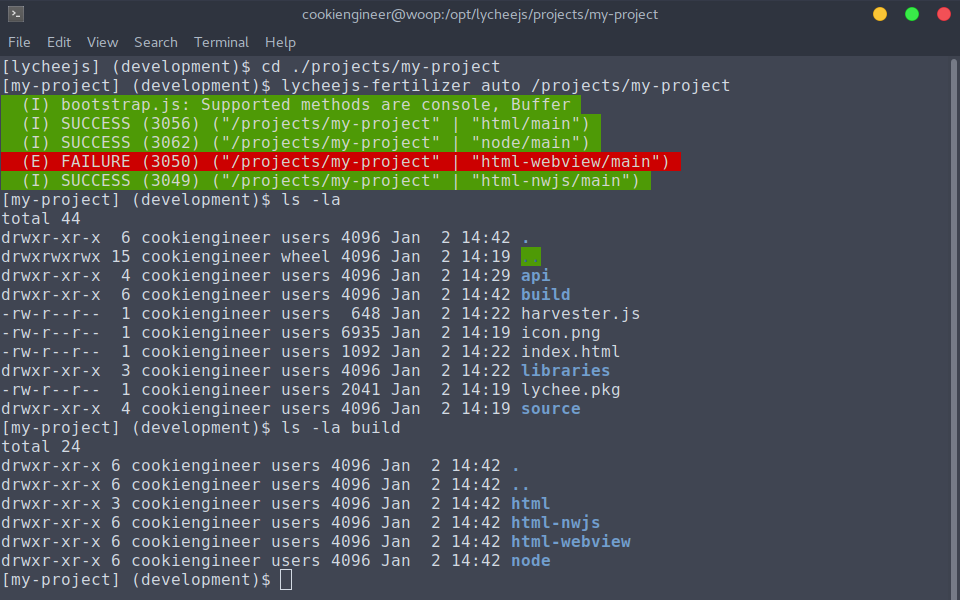 cookiengineer@woop:/opt/lycheejs/projects/my-project
File Edit View Search Terminal Help
[lycheejs] (development)$ cd ./projects/my-project
[my-project] (development)$ lycheejs-fertilizer auto /projects/my-project
(I) bootstrap.js: Supported methods are console, Buffer
(I) SUCCESS (3056) ("/projects/my-project" | "html/main")
(I) SUCCESS (3062) ("/projects/my-project" | "node/main")
(E) FAILURE (3050) ("/projects/my-project" | "html-webview/main")
(I) SUCCESS (3049) ("/projects/my-project" | "html-nwjs/main")
[my-project] (development)$ ls -la
total 44
drwxr-xr-x  6 cookiengineer users 4096 Jan  2 14:42 .
drwxrwxrwx 15 cookiengineer wheel 4096 Jan  2 14:19 ..
drwxr-xr-x  4 cookiengineer users 4096 Jan  2 14:29 api
drwxr-xr-x  6 cookiengineer users 4096 Jan  2 14:42 build
-rw-r--r--  1 cookiengineer users  648 Jan  2 14:22 harvester.js
-rw-r--r--  1 cookiengineer users 6935 Jan  2 14:19 icon.png
-rw-r--r--  1 cookiengineer users 1092 Jan  2 14:22 index.html
drwxr-xr-x  3 cookiengineer users 4096 Jan  2 14:22 libraries
-rw-r--r--  1 cookiengineer users 2041 Jan  2 14:19 lychee.pkg
drwxr-xr-x  4 cookiengineer users 4096 Jan  2 14:19 source
[my-project] (development)$ ls -la build
total 24
drwxr-xr-x 6 cookiengineer users 4096 Jan  2 14:42 .
drwxr-xr-x 6 cookiengineer users 4096 Jan  2 14:42 ..
drwxr-xr-x 3 cookiengineer users 4096 Jan  2 14:42 html
drwxr-xr-x 6 cookiengineer users 4096 Jan  2 14:42 html-nwjs
drwxr-xr-x 6 cookiengineer users 4096 Jan  2 14:42 html-webview
drwxr-xr-x 6 cookiengineer users 4096 Jan  2 14:42 node
[my-project] (development)$